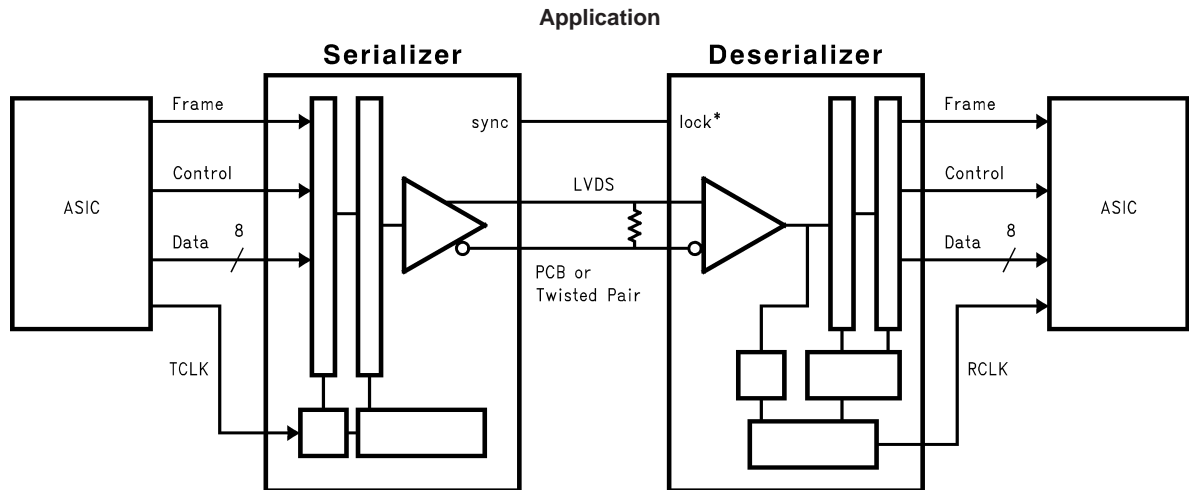 Application
Serializer
Deserializer
ASIC
Frame
Control
Data
8
TCLK
sync
LVDS
PCB or
Twisted Pair
lock*
Frame
Control
Data
8
RCLK
ASIC